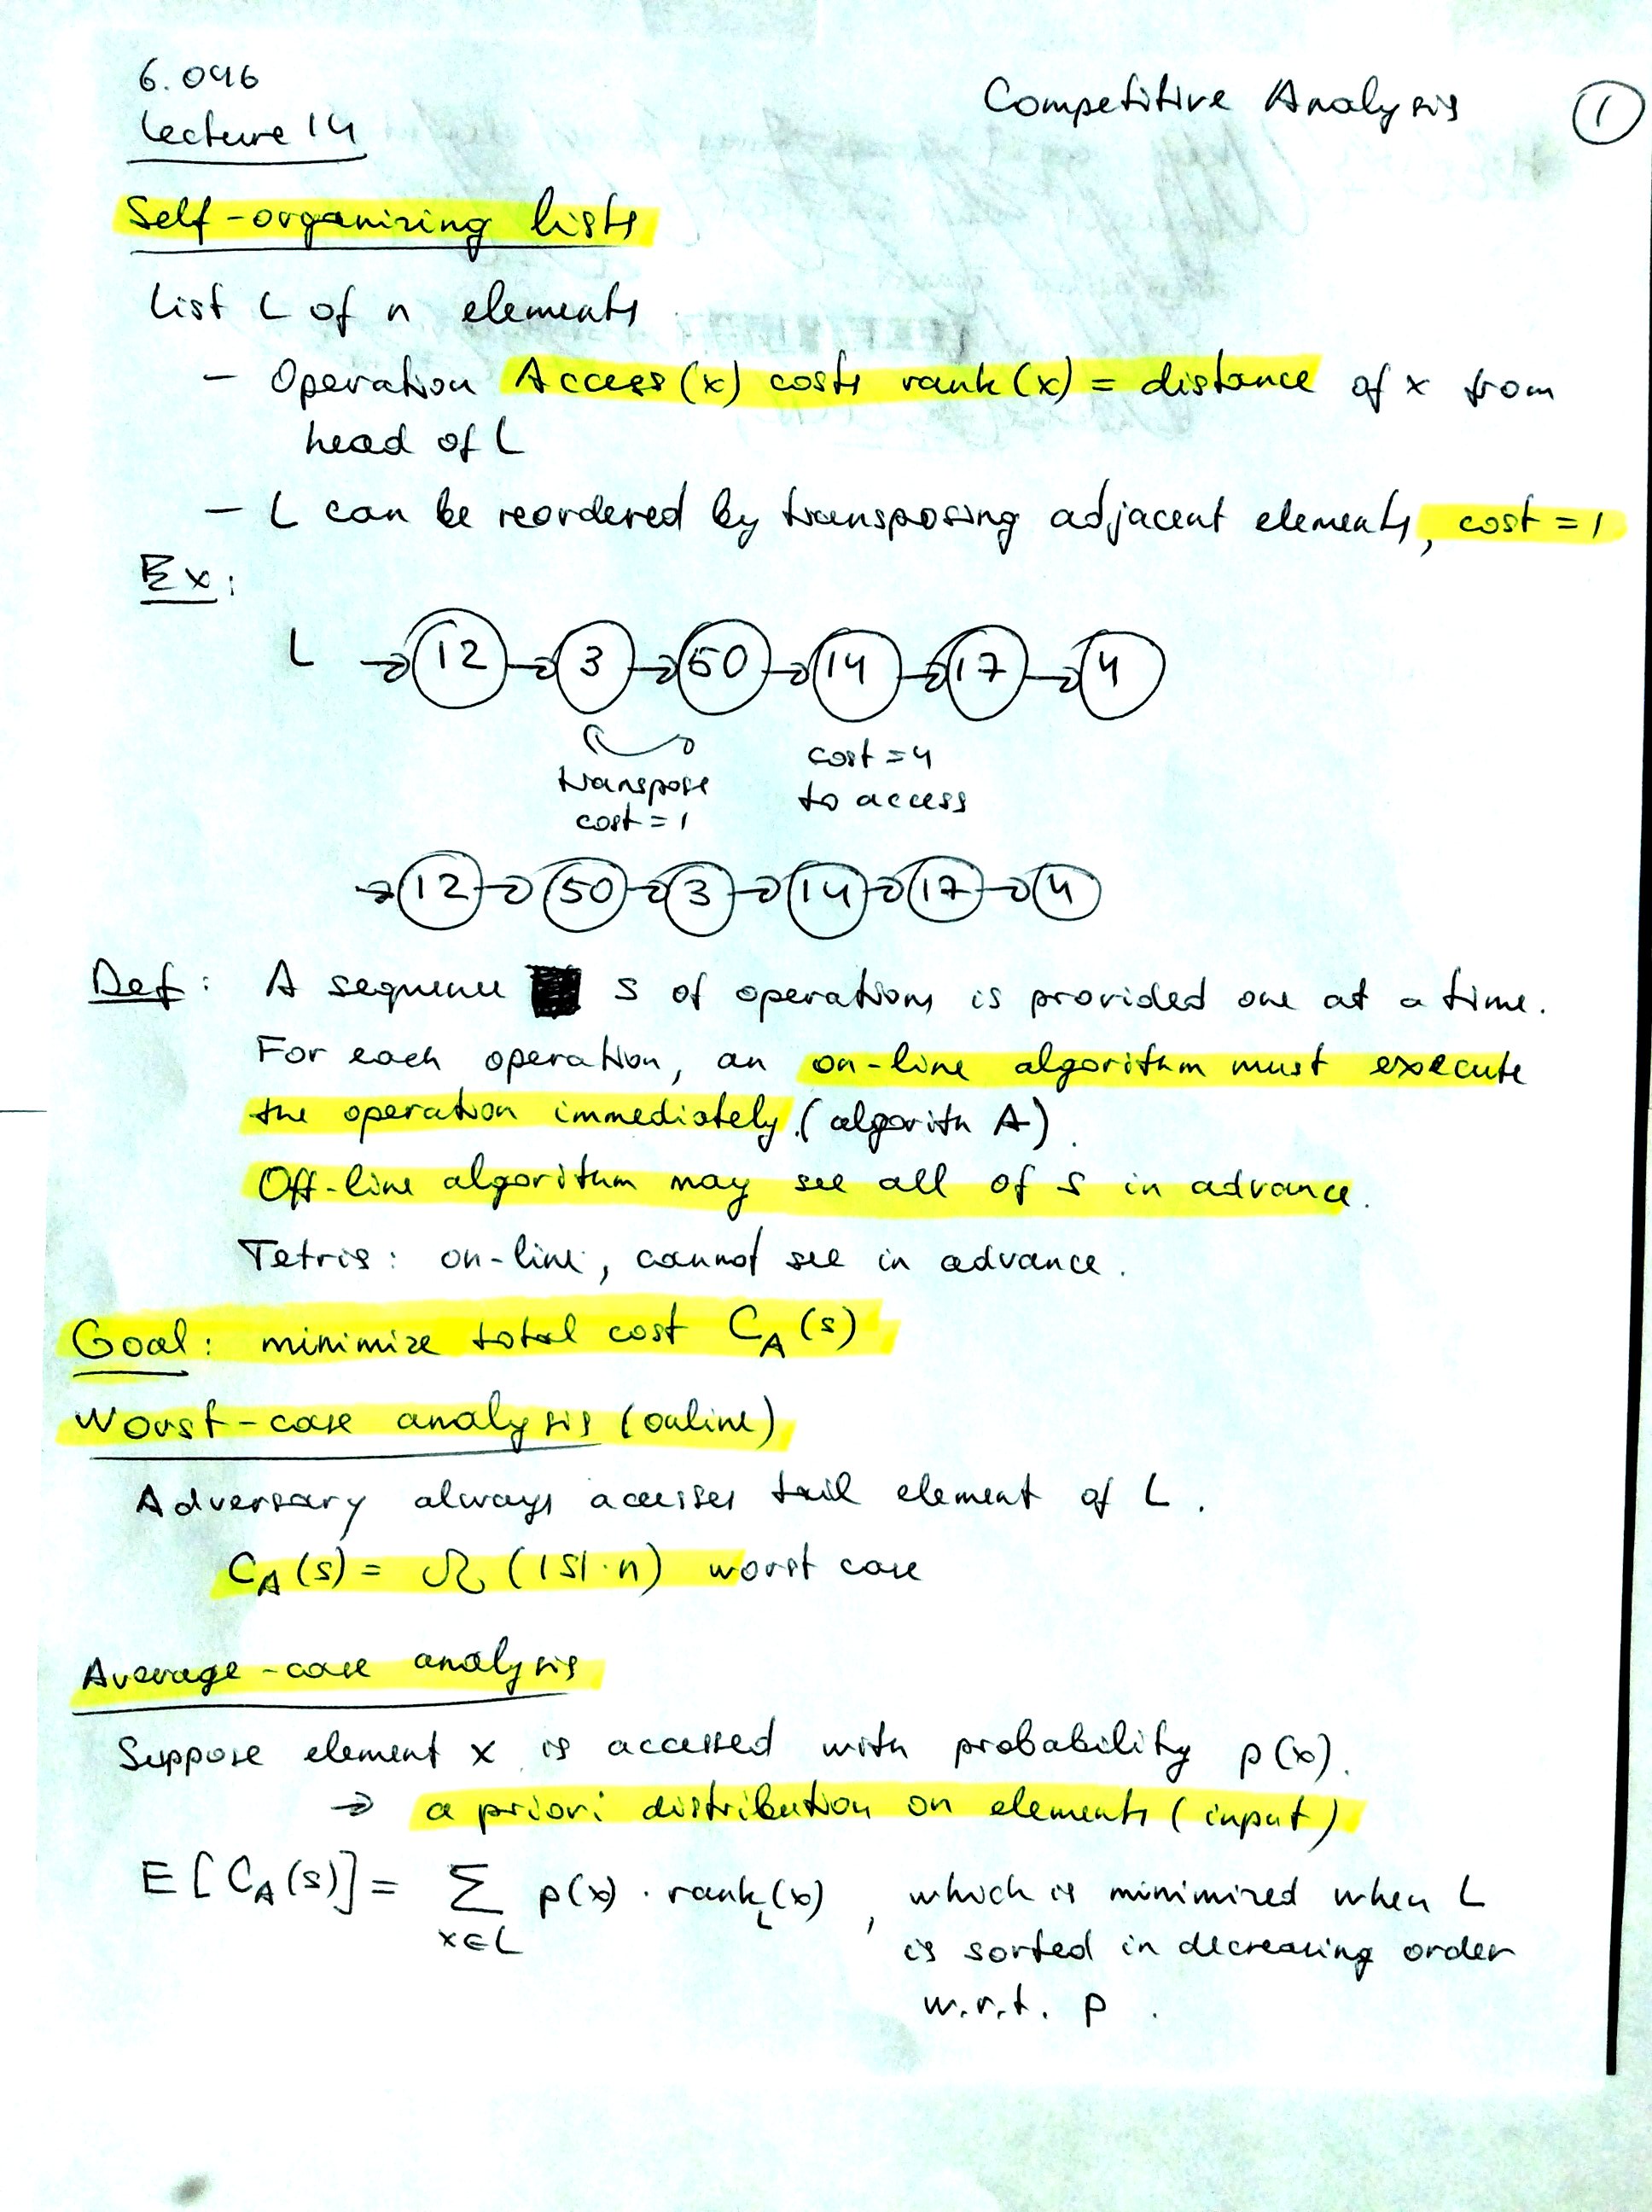 6.046
Competitive Analysis
1
Lecture 14
Self-organizing lists
List L of n elements
- Operation Access(x) costs rank(x) = distance of x from
head of L
- L can be reordered by transposing adjacent elements, cost = 1
Ex:
L → 12 → 3 → 50 → 14 → 17 → 4
transpose
cost = 1
cost = 4
to access
→ 12 → 50 → 3 → 14 → 17 → 4
Def: A sequence S of operations is provided one at a time.
For each operation, an on-line algorithm must execute
the operation immediately. (algorith A).
Off-line algorithm may see all of S in advance.
Tetris: on-line, cannot see in advance.
Goal: minimize total cost C_A(s)
Worst-case analysis (online)
Adversary always accesses tail element of L.
C_A(s) = Ω(|S|·n) worst case
Average-case analysis
Suppose element x is accessed with probability p(x).
→ a priori distribution on elements (input)
E[C_A(s)] = Σ_{x∈L} p(x) · rank_L(x), which is minimized when L
is sorted in decreasing order
w.r.t. p.